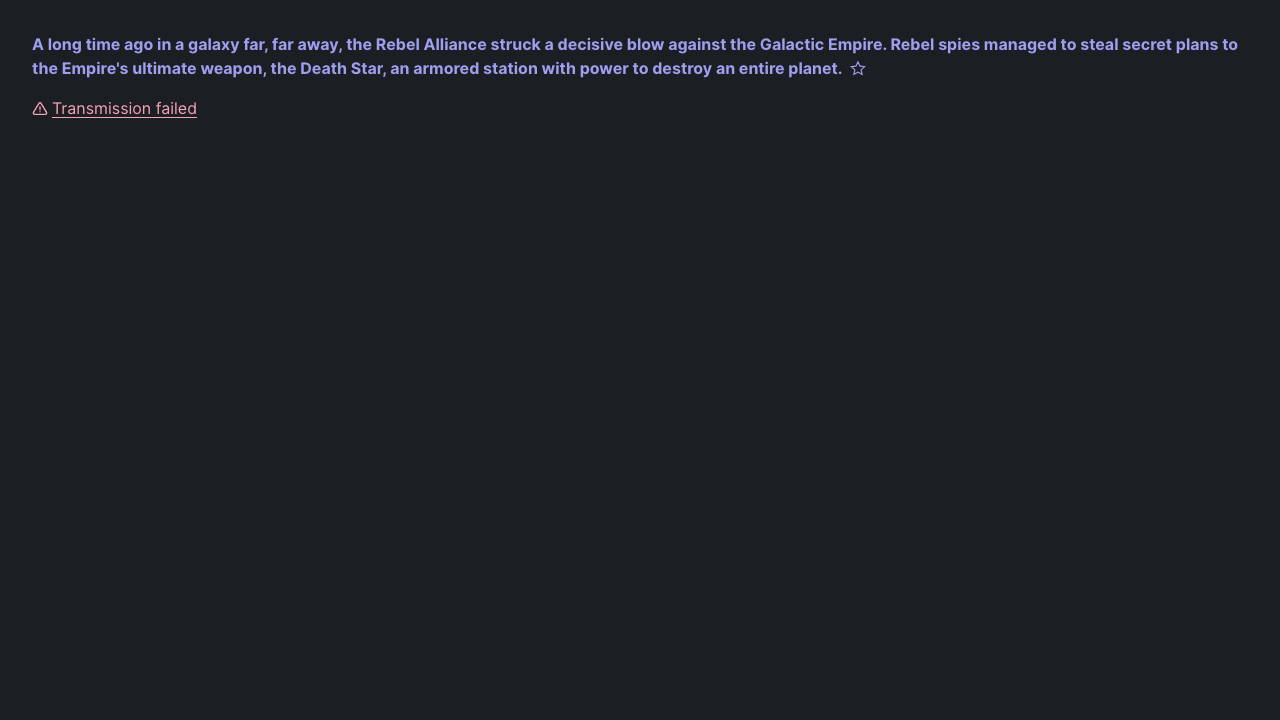 A long time ago in a galaxy far, far away, the Rebel Alliance struck a decisive blow against the Galactic Empire. Rebel spies managed to steal secret plans to
the Empire's ultimate weapon, the Death Star, an armored station with power to destroy an entire planet.
Transmission failed